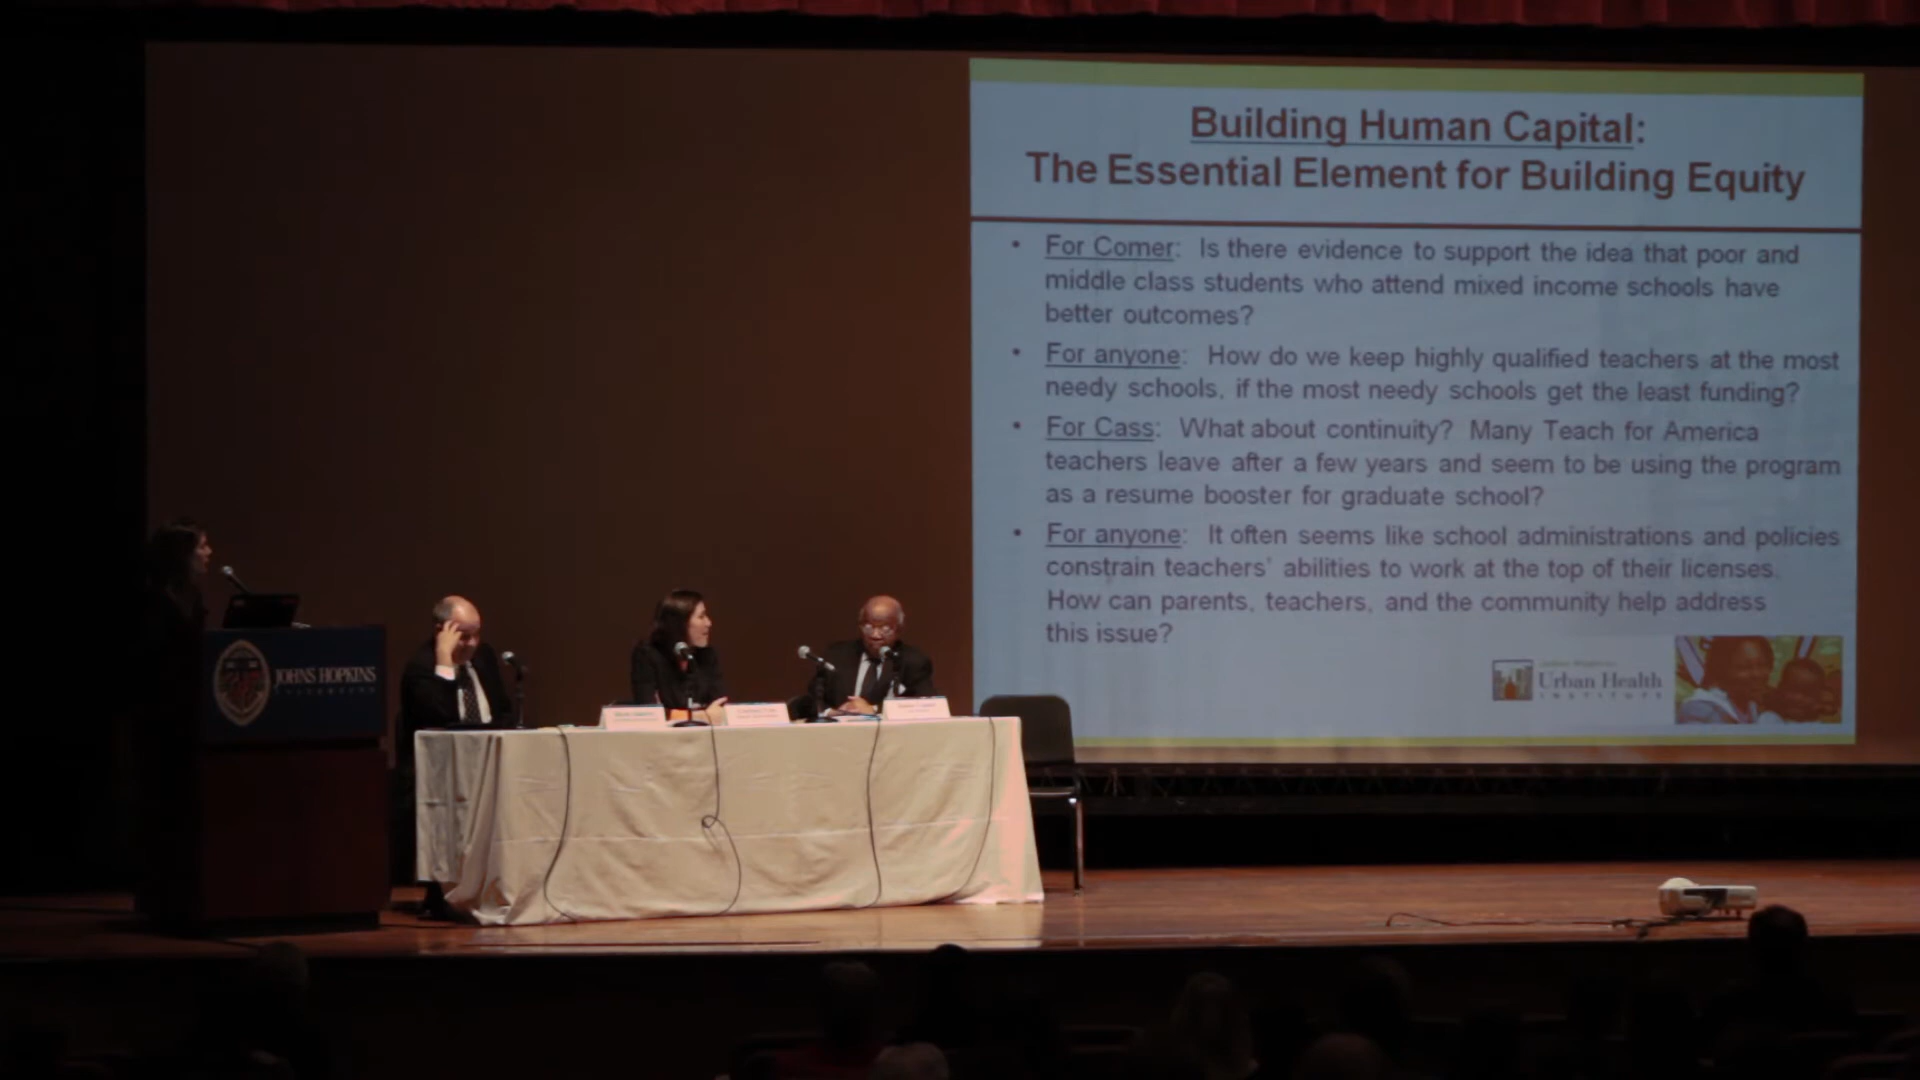 Building Human Capital:
The Essential Element for Building Equity
• For Comer: Is there evidence to support the idea that poor and
middle class students who attend mixed income schools have
better outcomes?
• For anyone: How do we keep highly qualified teachers at the most
needy schools, if the most needy schools get the least funding?
• For Cass: What about continuity? Many Teach for America
teachers leave after a few years and seem to be using the program
as a resume booster for graduate school?
• For anyone: It often seems like school administrations and policies
constrain teachers' abilities to work at the top of their licenses.
How can parents, teachers, and the community help address
this issue?
Urban Health
INSTITUTE
JOHNS HOPKINS
UNIVERSITY